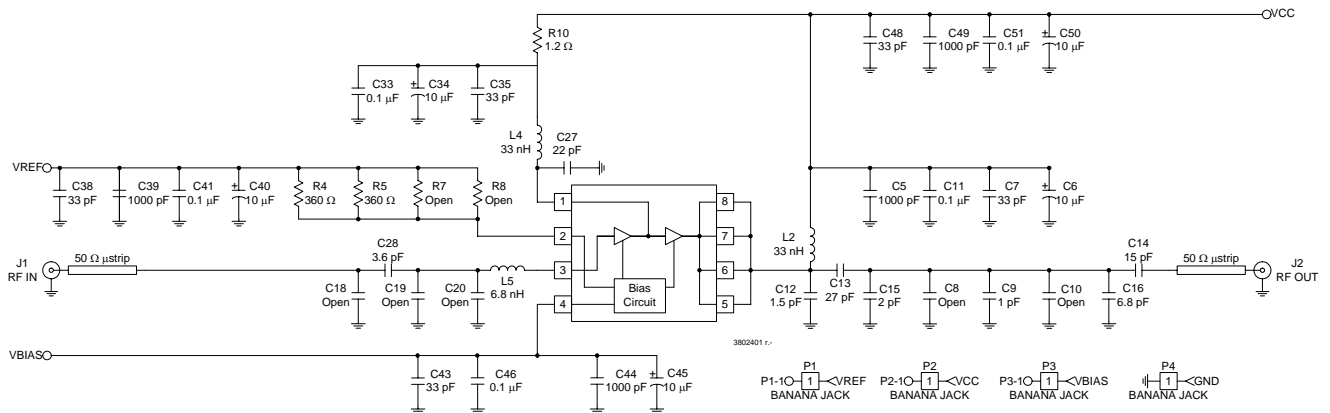 VCC
R10
1.2 Ω
C48
33 pF
C49
1000 pF
C51
0.1 µF
+
C50
10 µF
C33
0.1 µF
+
C34
10 µF
C35
33 pF
L4
33 nH
C27
22 pF
VREF
C38
33 pF
C39
1000 pF
C41
0.1 µF
+
C40
10 µF
R4
360 Ω
R5
360 Ω
R7
Open
R8
Open
C5
1000 pF
C11
0.1 µF
C7
33 pF
+
C6
10 µF
1
2
3
4
8
7
6
5
Bias
Circuit
L2
33 nH
J1
RF IN
50 Ω µstrip
C28
3.6 pF
C18
Open
C19
Open
C20
Open
L5
6.8 nH
C12
1.5 pF
C13
27 pF
C15
2 pF
C8
Open
C9
1 pF
C10
Open
C16
6.8 pF
C14
15 pF
50 Ω µstrip
J2
RF OUT
3802401 r.-
VBIAS
C43
33 pF
C46
0.1 µF
C44
1000 pF
+
C45
10 µF
P1
P1-1
1
VREF
BANANA JACK
P2
P2-1
1
VCC
BANANA JACK
P3
P3-1
1
VBIAS
BANANA JACK
P4
1
GND
BANANA JACK